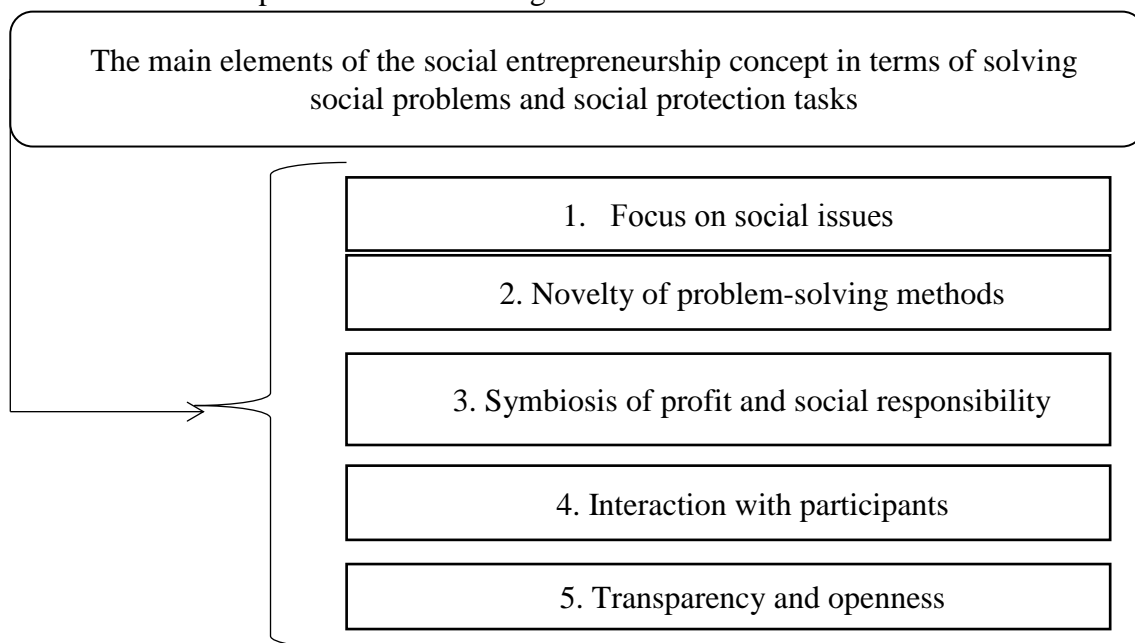 The main elements of the social entrepreneurship concept in terms of solving
social problems and social protection tasks
1. Focus on social issues
2. Novelty of problem-solving methods
3. Symbiosis of profit and social responsibility
4. Interaction with participants
5. Transparency and openness